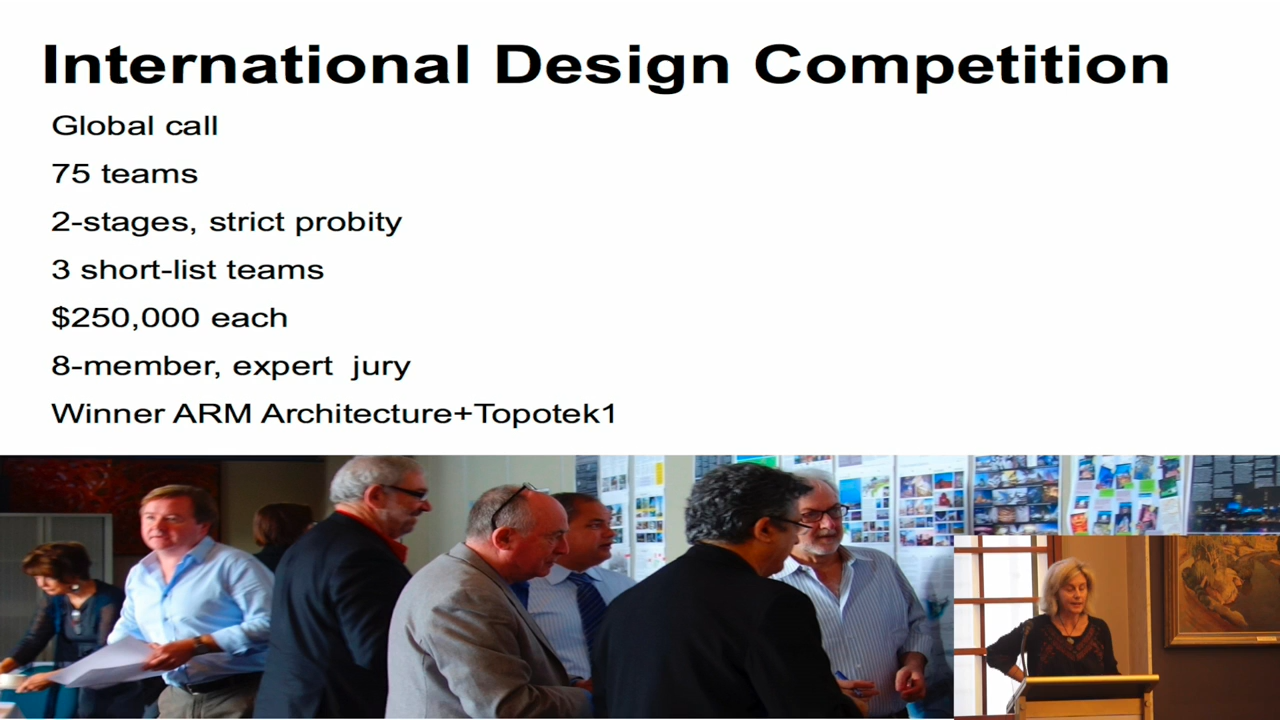 International Design Competition
Global call
75 teams
2-stages, strict probity
3 short-list teams
$250,000 each
8-member, expert jury
Winner ARM Architecture+Topotek1